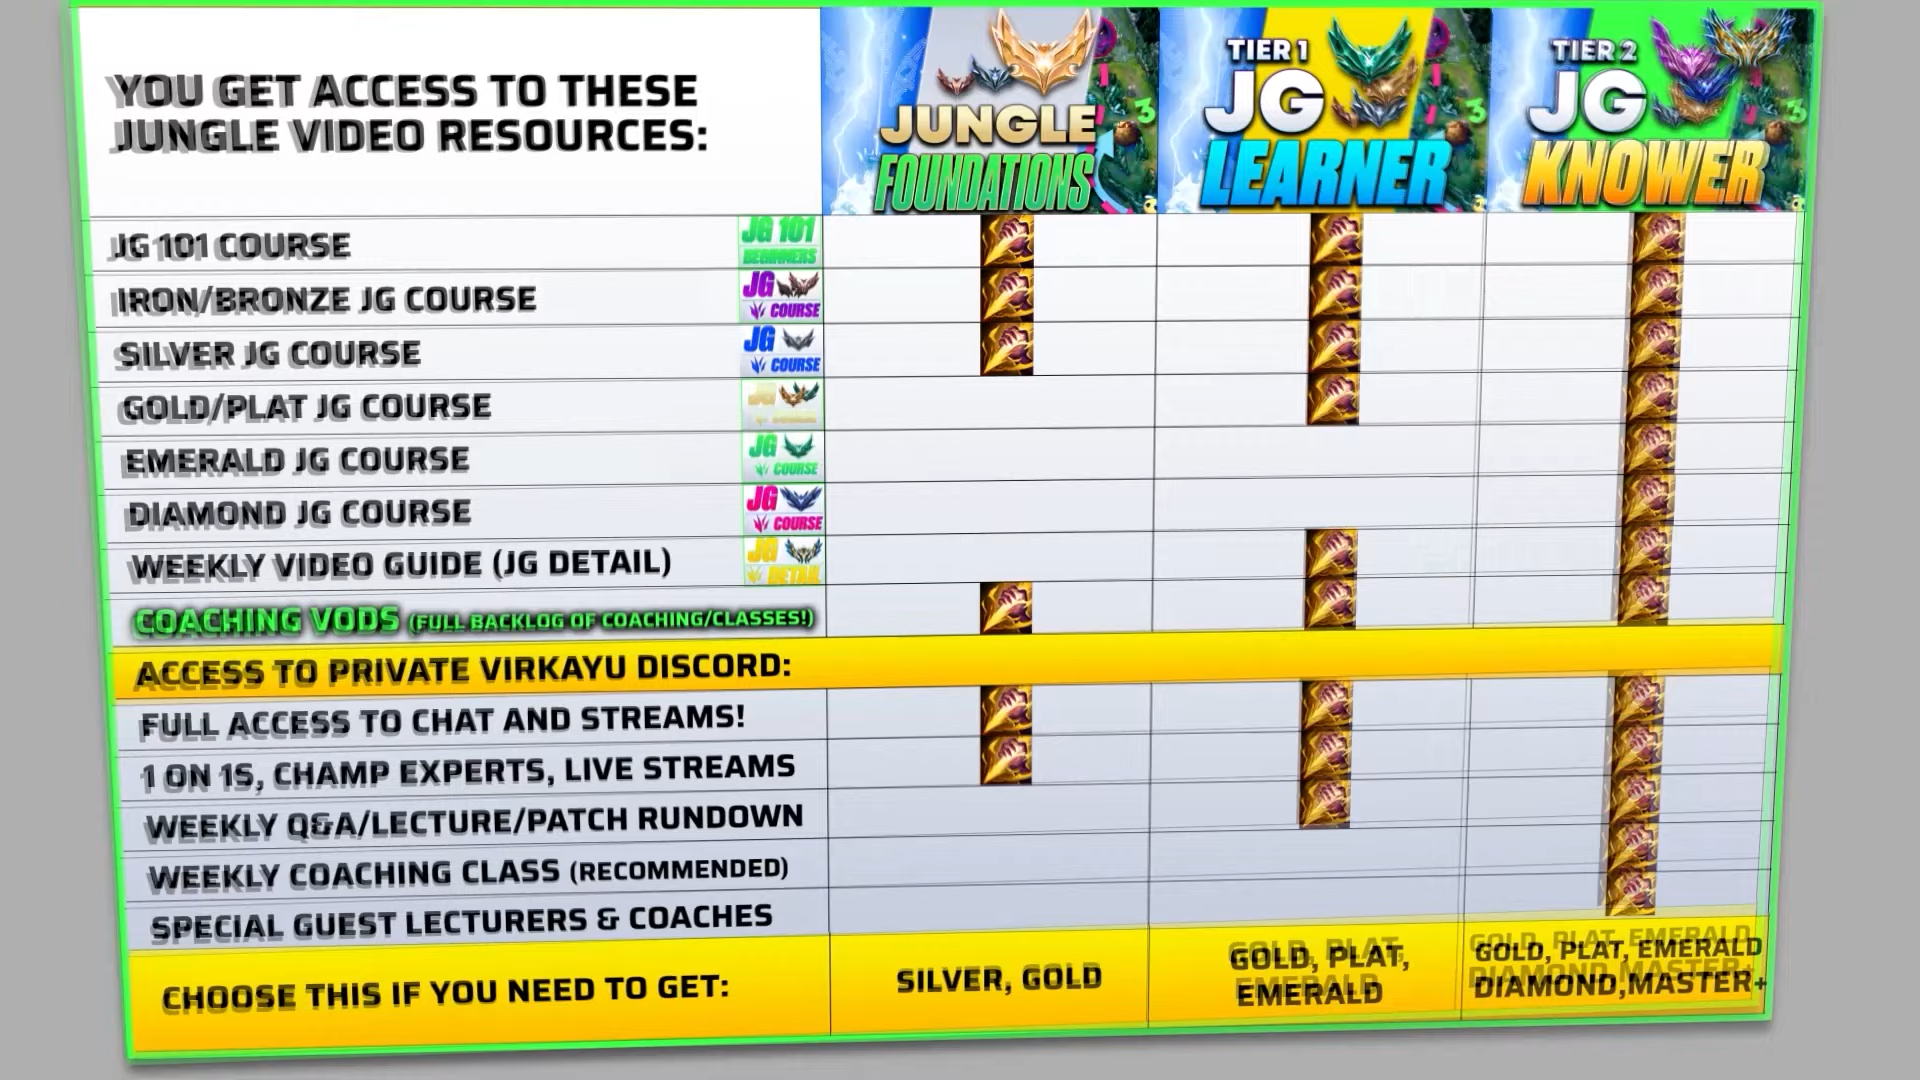 YOU GET ACCESS TO THESE
JUNGLE VIDEO RESOURCES:
JUNGLE
FOUNDATIONS
TIER 1
JG
LEARNER
TIER 2
JG
KNOWER
3
3
3
JG 101 COURSE
JG 101
BEGINNERS
IRON/BRONZE JG COURSE
JG
COURSE
SILVER JG COURSE
JG
COURSE
GOLD/PLAT JG COURSE
JG
EMERALD JG COURSE
JG
COURSE
DIAMOND JG COURSE
JG
COURSE
WEEKLY VIDEO GUIDE (JG DETAIL)
JG
DETAIL
COACHING VODS (FULL BACKLOG OF COACHING/CLASSES!)
ACCESS TO PRIVATE VIRKAYU DISCORD:
FULL ACCESS TO CHAT AND STREAMS!
1 ON 1S, CHAMP EXPERTS, LIVE STREAMS
WEEKLY Q&A/LECTURE/PATCH RUNDOWN
WEEKLY COACHING CLASS (RECOMMENDED)
SPECIAL GUEST LECTURERS & COACHES
CHOOSE THIS IF YOU NEED TO GET:
SILVER, GOLD
GOLD, PLAT,
EMERALD
GOLD, PLAT, EMERALD
DIAMOND,MASTER+